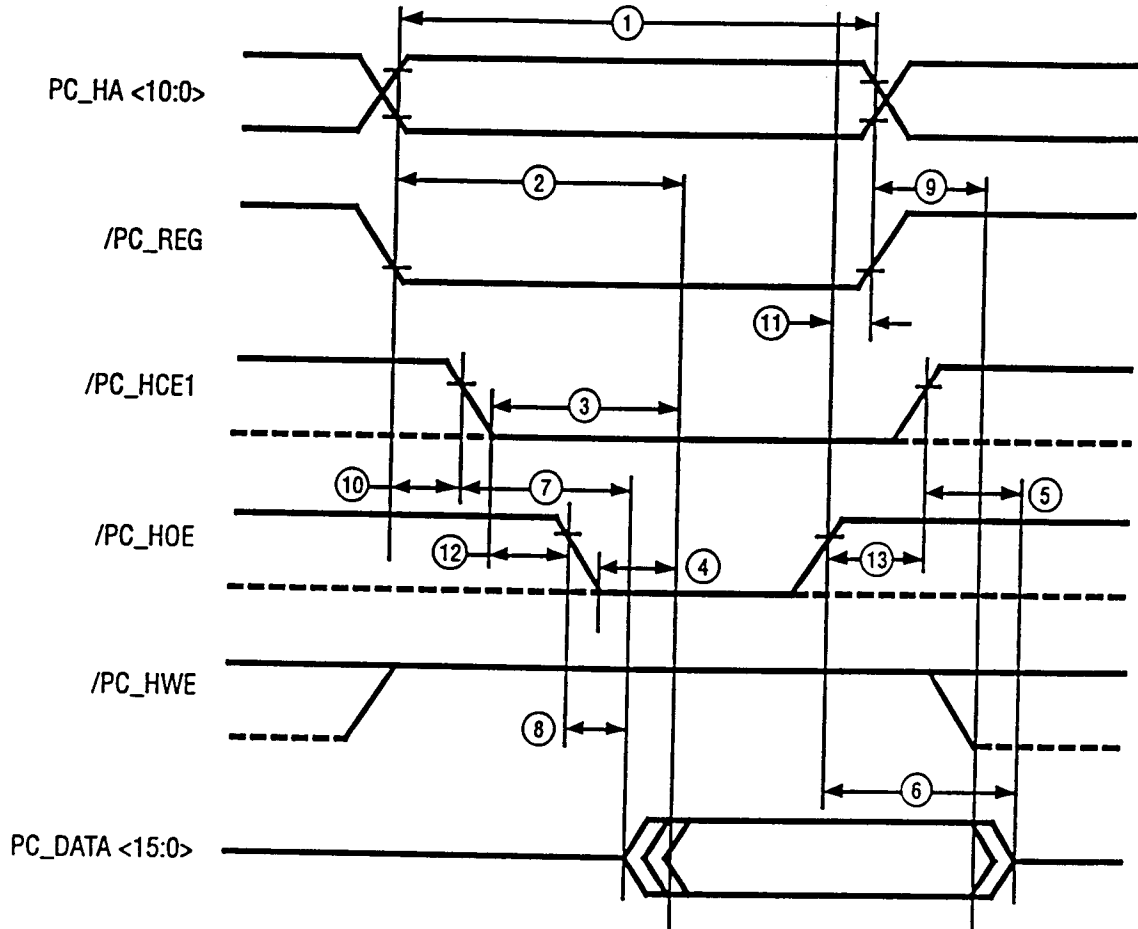 ①
PC_HA <10:0>
② ⑨
/PC_REG
⑪
/PC_HCE1
③
⑩ ⑦ ⑤
/PC_HOE
⑫ ④ ⑬
/PC_HWE
⑧
⑥
PC_DATA <15:0>